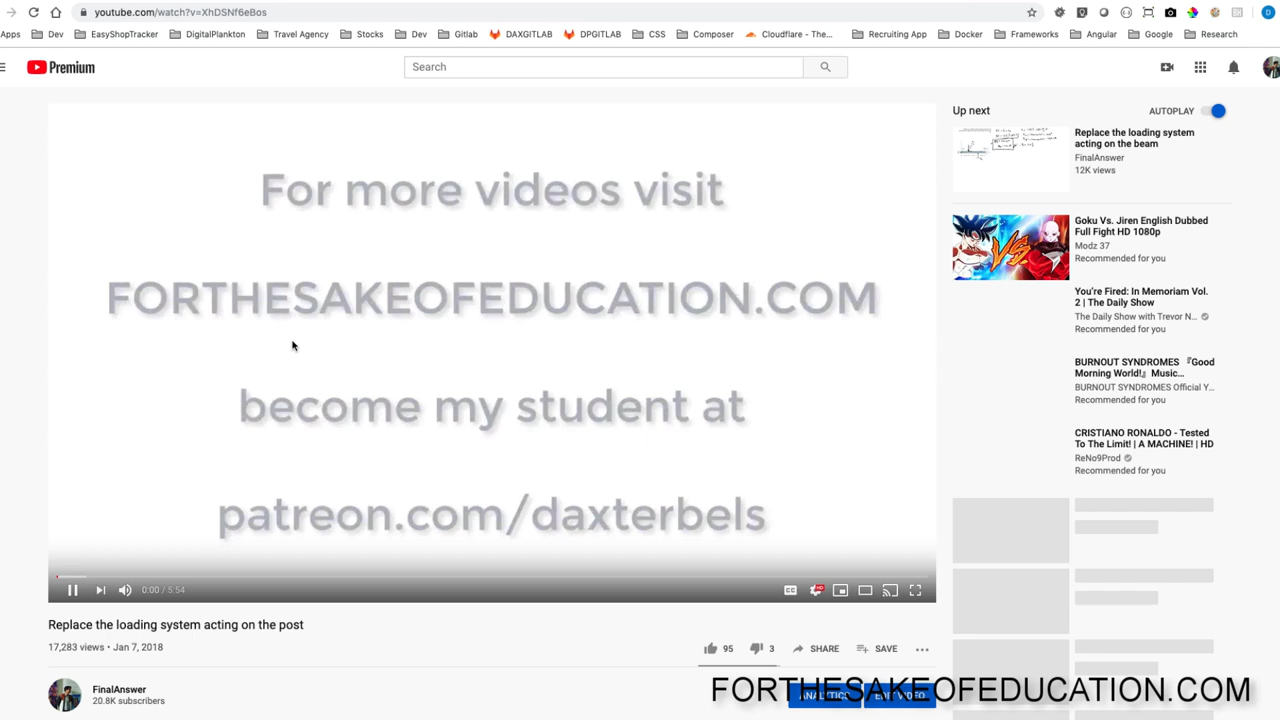 youtube.com/watch?v=XhDSNf6eBos
Apps Dev EasyShopTracker DigitalPlankton Travel Agency Stocks Dev Gitlab DAXGITLAB DPGITLAB CSS Composer Cloudflare - The... Recruiting App Docker Frameworks Angular Google Research
Premium
Search
For more videos visit
FORTHESAKEOFEDUCATION.COM
become my student at
patreon.com/daxterbels
0:00 / 5:54
CC
HD
Replace the loading system acting on the post
17,283 views • Jan 7, 2018
95 3 SHARE SAVE
FinalAnswer
20.8K subscribers
ANALYTICS EDIT VIDEO
Up next AUTOPLAY
Replace the loading system
acting on the beam
FinalAnswer
12K views
VS
Goku Vs. Jiren English Dubbed
Full Fight HD 1080p
Modz 37
Recommended for you
You're Fired: In Memoriam Vol.
2 | The Daily Show
The Daily Show with Trevor N...
Recommended for you
BURNOUT SYNDROMES 『Good
Morning World!』 Music...
BURNOUT SYNDROMES Official Y...
Recommended for you
CRISTIANO RONALDO - Tested
To The Limit! | A MACHINE! | HD
ReNo9Prod
Recommended for you
FORTHESAKEOFEDUCATION.COM